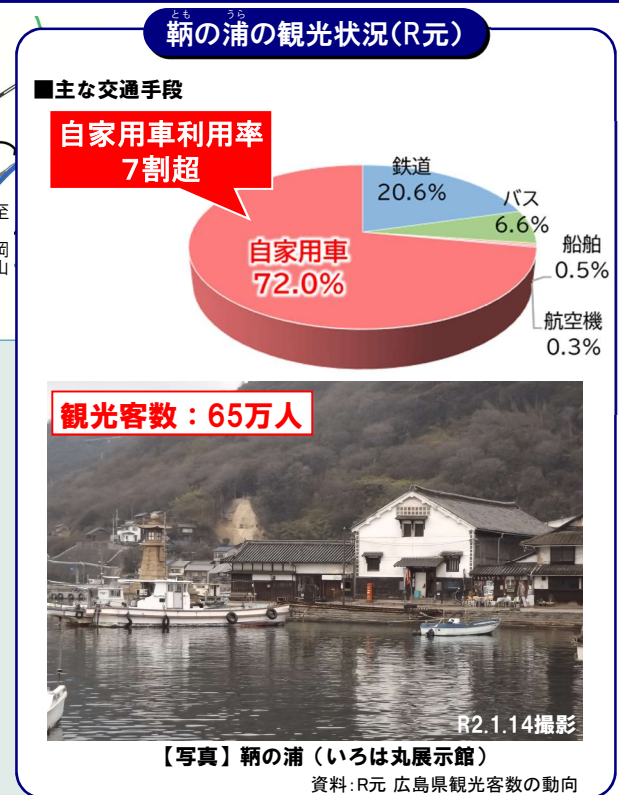 とも うら
鞆の浦の観光状況(R元)
■主な交通手段
自家用車利用率
7割超
鉄道
20.6%
バス
6.6%
船舶
0.5%
航空機
0.3%
自家用車
72.0%
至
岡
山
観光客数：65万人
R2.1.14撮影
【写真】鞆の浦（いろは丸展示館）
資料：R元 広島県観光客数の動向